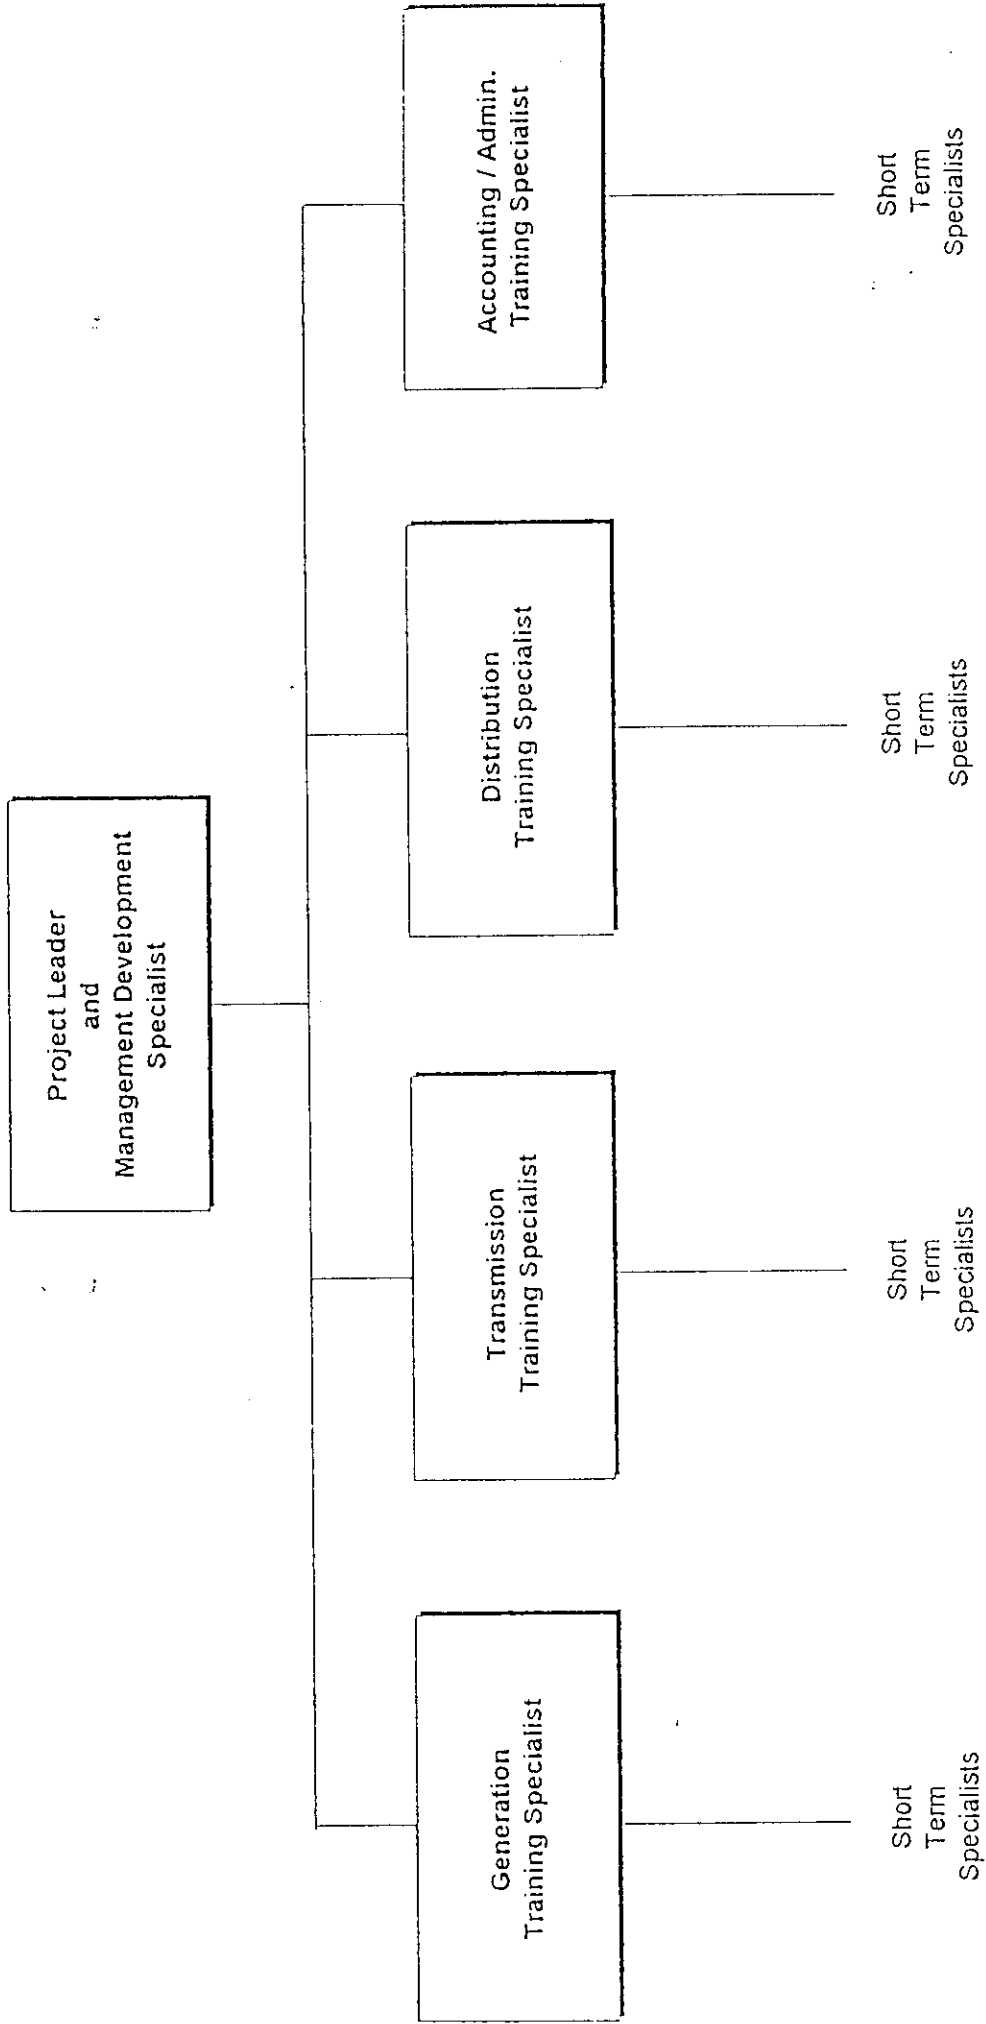 Project Leader
and
Management Development
Specialist
Generation
Training Specialist
Transmission
Training Specialist
Distribution
Training Specialist
Accounting / Admin.
Training Specialist
Short
Term
Specialists
Short
Term
Specialists
Short
Term
Specialists
Short
Term
Specialists